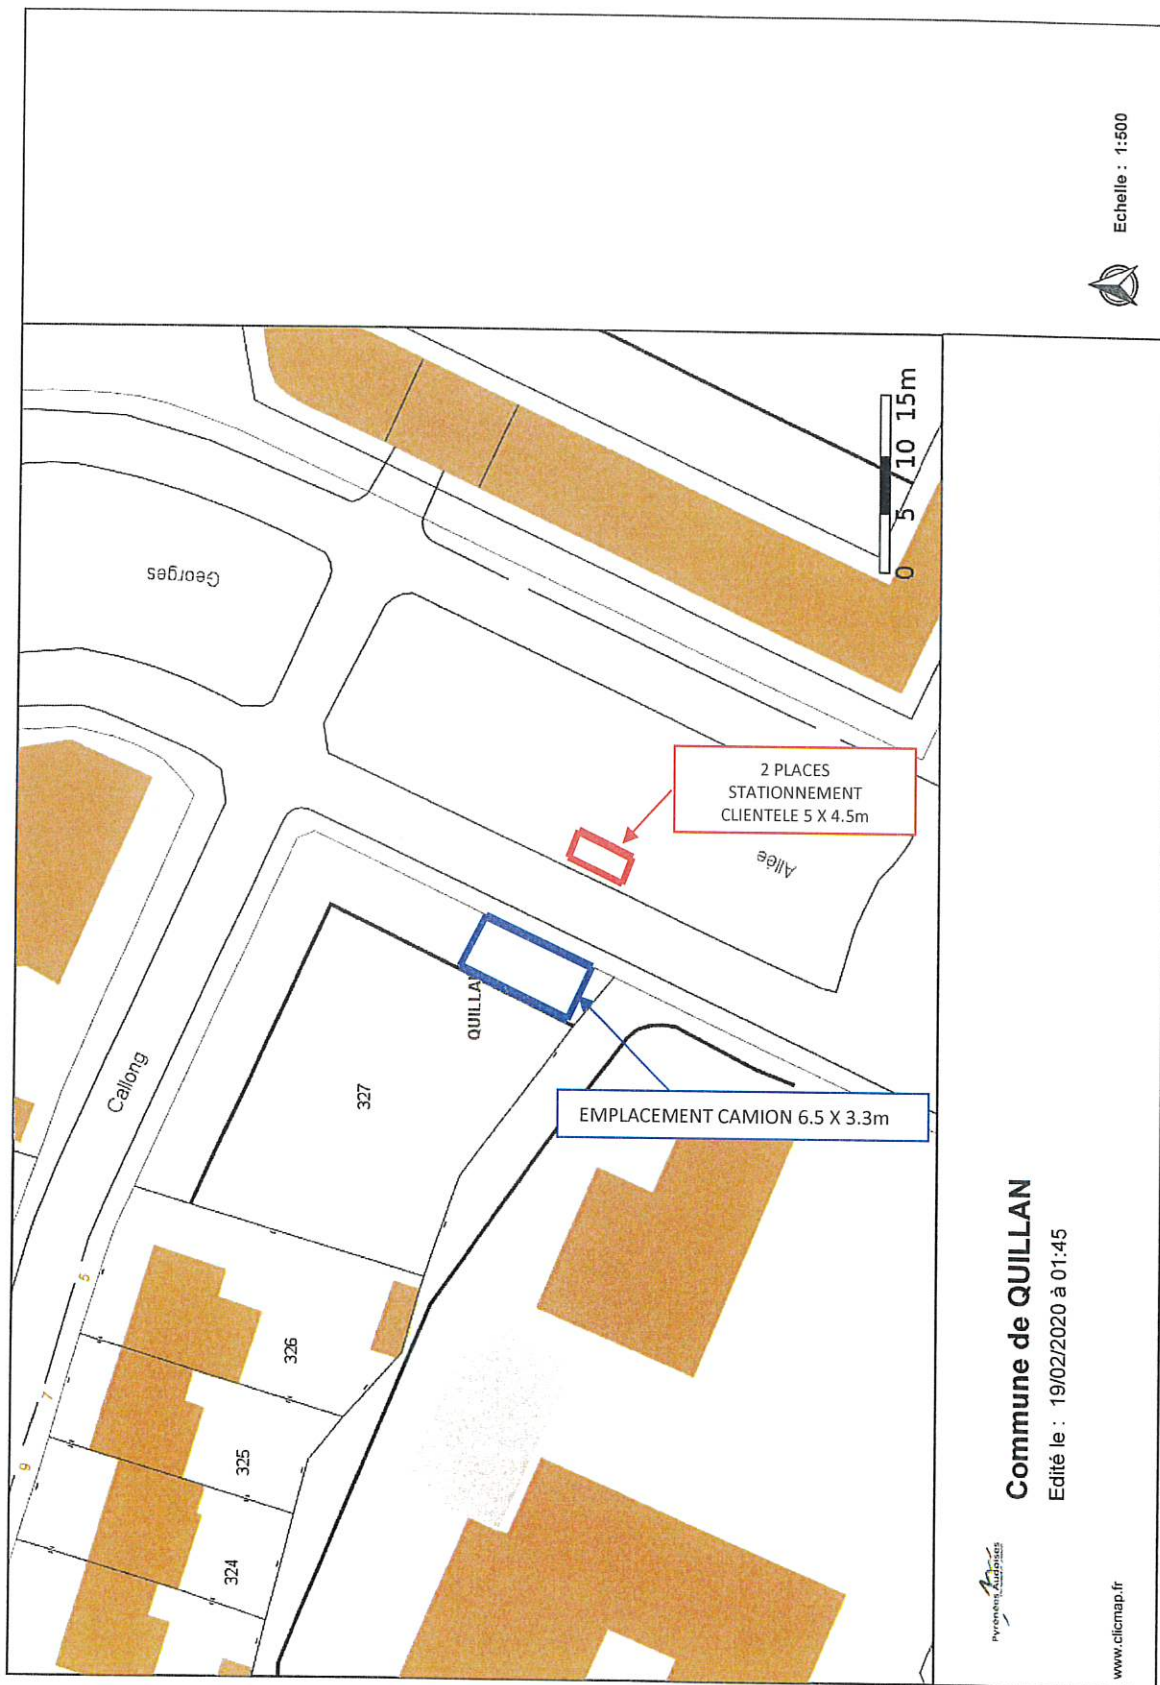 Georges
Callong
327
QUILLA
326
325
324
5
7
9
Allée
2 PLACES
STATIONNEMENT
CLIENTELE 5 X 4.5m
EMPLACEMENT CAMION 6.5 X 3.3m
0 5 10 15m
Pyrénées Audoises
Commune de QUILLAN
Edité le : 19/02/2020 à 01:45
www.clicmap.fr
Echelle : 1:500